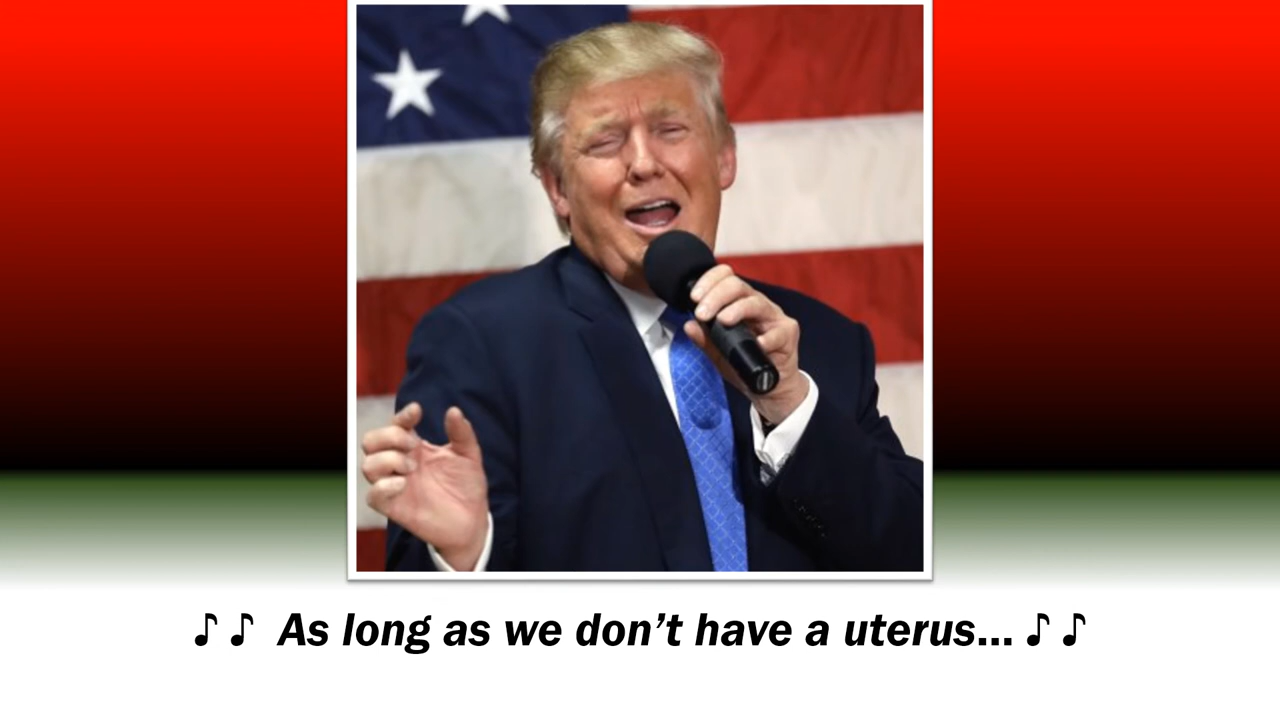 ♪ ♪ As long as we don’t have a uterus… ♪ ♪